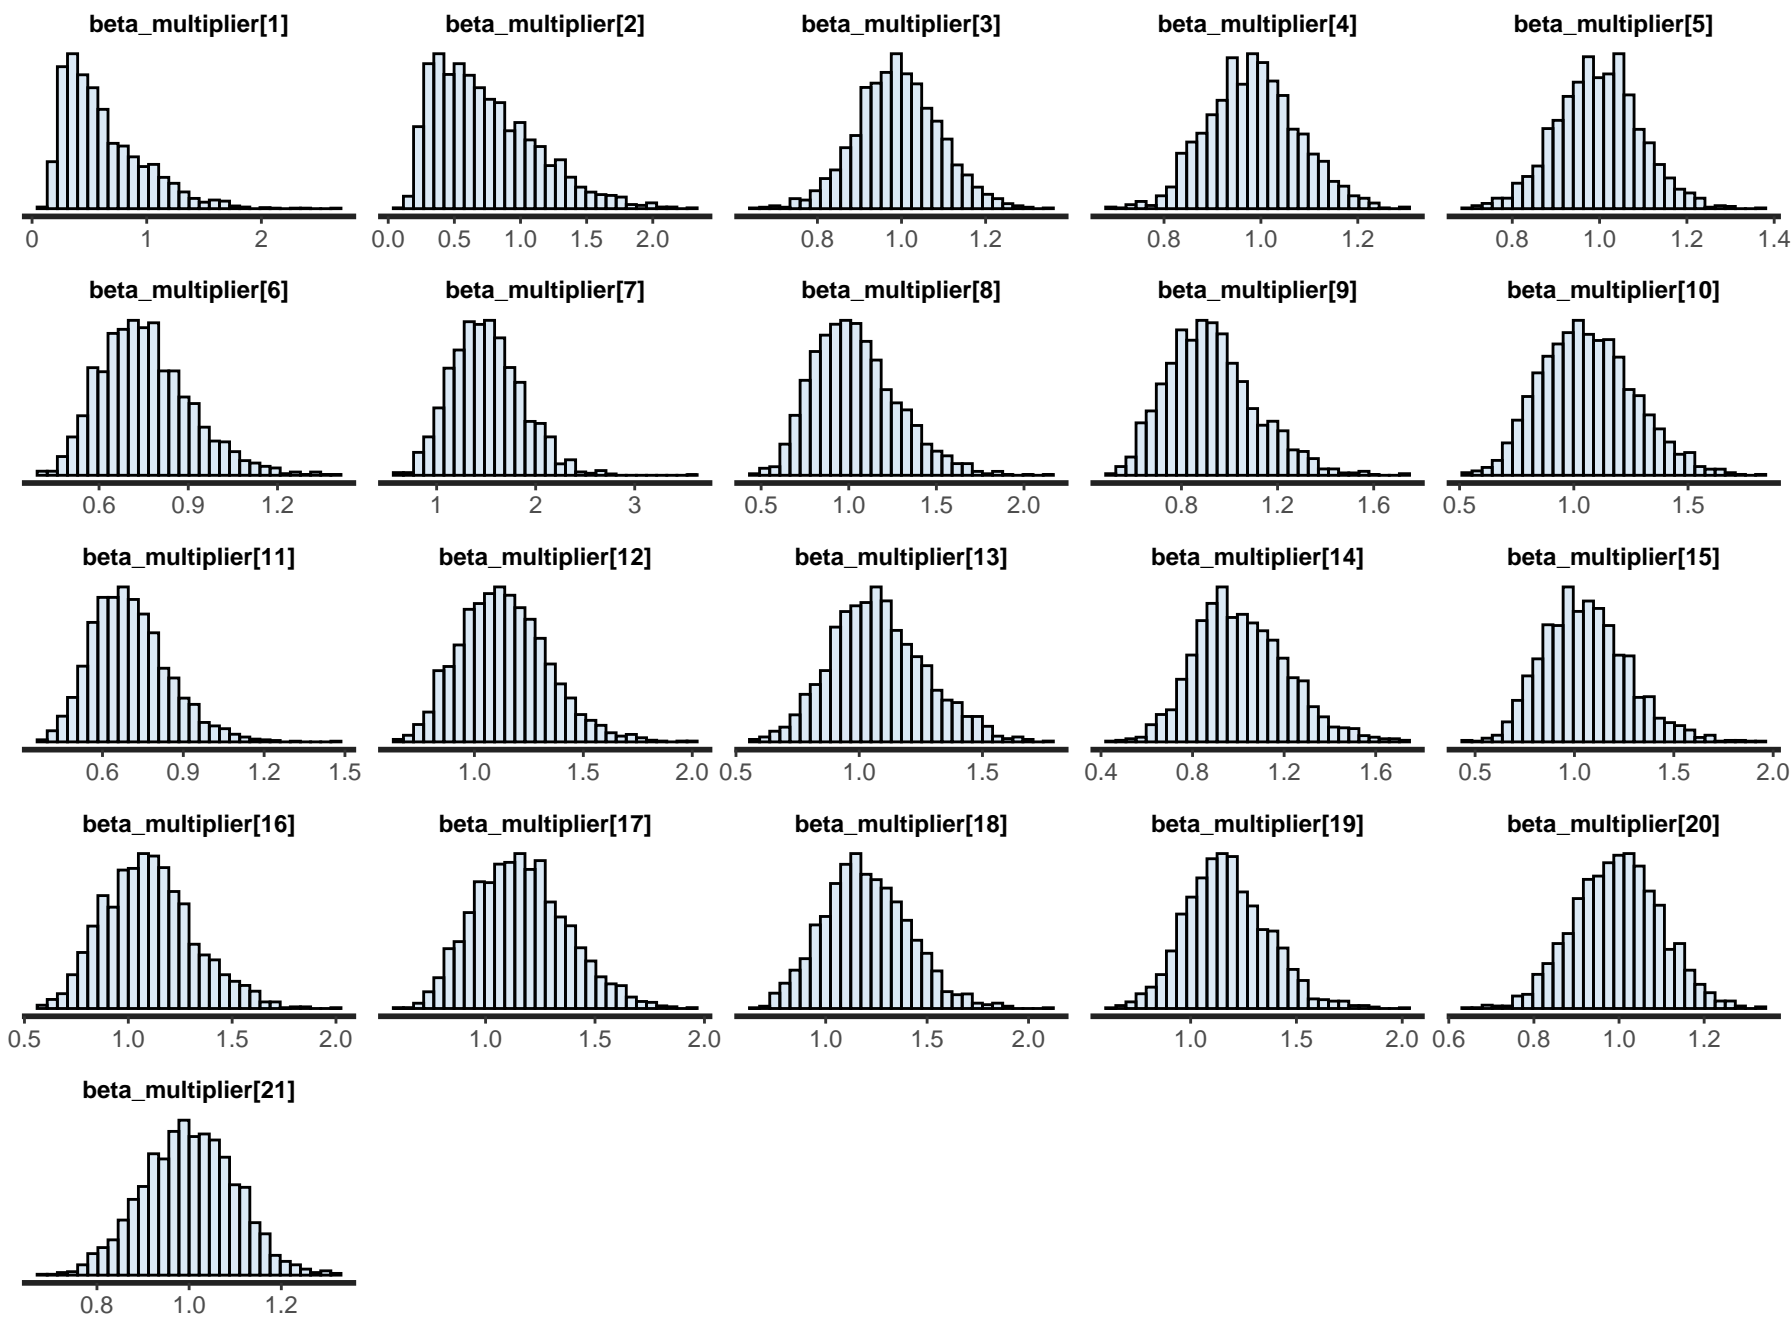 beta_multiplier[1] beta_multiplier[2] beta_multiplier[3] beta_multiplier[4] beta_multiplier[5]
0 1 2 0.0 0.5 1.0 1.5 2.0 0.8 1.0 1.2 0.8 1.0 1.2 0.8 1.0 1.2 1.4
beta_multiplier[6] beta_multiplier[7] beta_multiplier[8] beta_multiplier[9] beta_multiplier[10]
0.6 0.9 1.2 1 2 3 0.5 1.0 1.5 2.0 0.8 1.2 1.6 0.5 1.0 1.5
beta_multiplier[11] beta_multiplier[12] beta_multiplier[13] beta_multiplier[14] beta_multiplier[15]
0.6 0.9 1.2 1.5 1.0 1.5 2.0 0.5 1.0 1.5 0.4 0.8 1.2 1.6 0.5 1.0 1.5 2.0
beta_multiplier[16] beta_multiplier[17] beta_multiplier[18] beta_multiplier[19] beta_multiplier[20]
0.5 1.0 1.5 2.0 1.0 1.5 2.0 1.0 1.5 2.0 1.0 1.5 2.0 0.6 0.8 1.0 1.2
beta_multiplier[21]
0.8 1.0 1.2